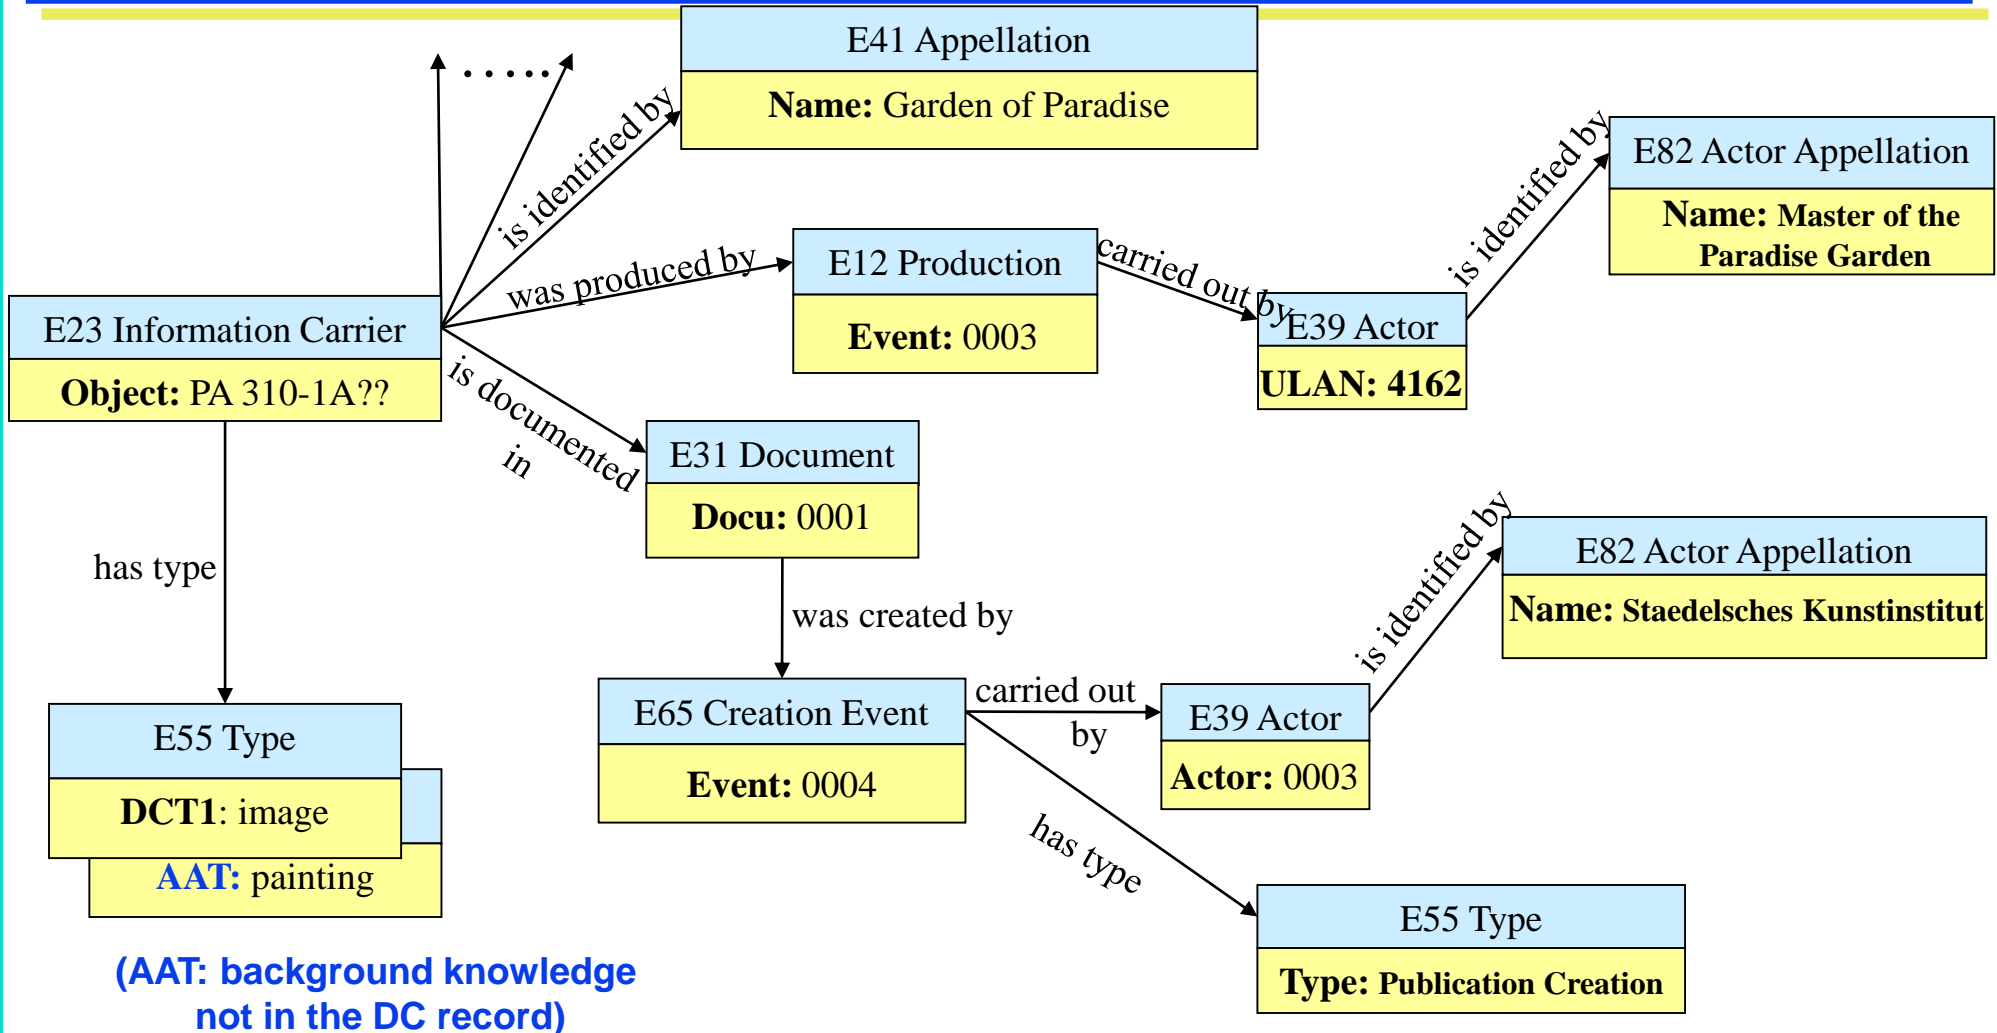 E41 Appellation
. . . . .
Name: Garden of Paradise
is identified by
E82 Actor Appellation
Name: Master of the
Paradise Garden
is identified by
was produced by
E12 Production
Event: 0003
carried out by
E39 Actor
ULAN: 4162
E23 Information Carrier
Object: PA 310-1A??
is documented
in
E31 Document
Docu: 0001
has type
was created by
is identified by
E82 Actor Appellation
Name: Staedelsches Kunstinstitut
E65 Creation Event
Event: 0004
carried out
by
E39 Actor
Actor: 0003
E55 Type
DCT1: image
AAT: painting
has type
E55 Type
Type: Publication Creation
(AAT: background knowledge
not in the DC record)